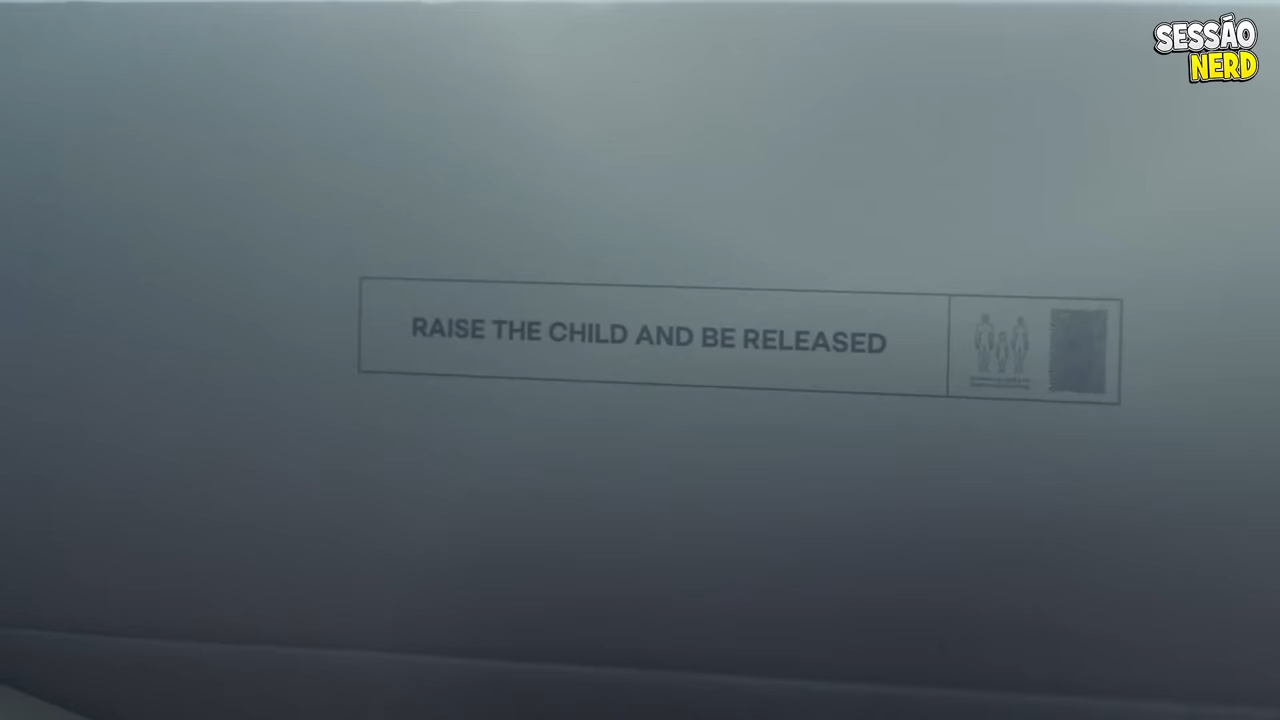 SESSÃO
NERD
RAISE THE CHILD AND BE RELEASED